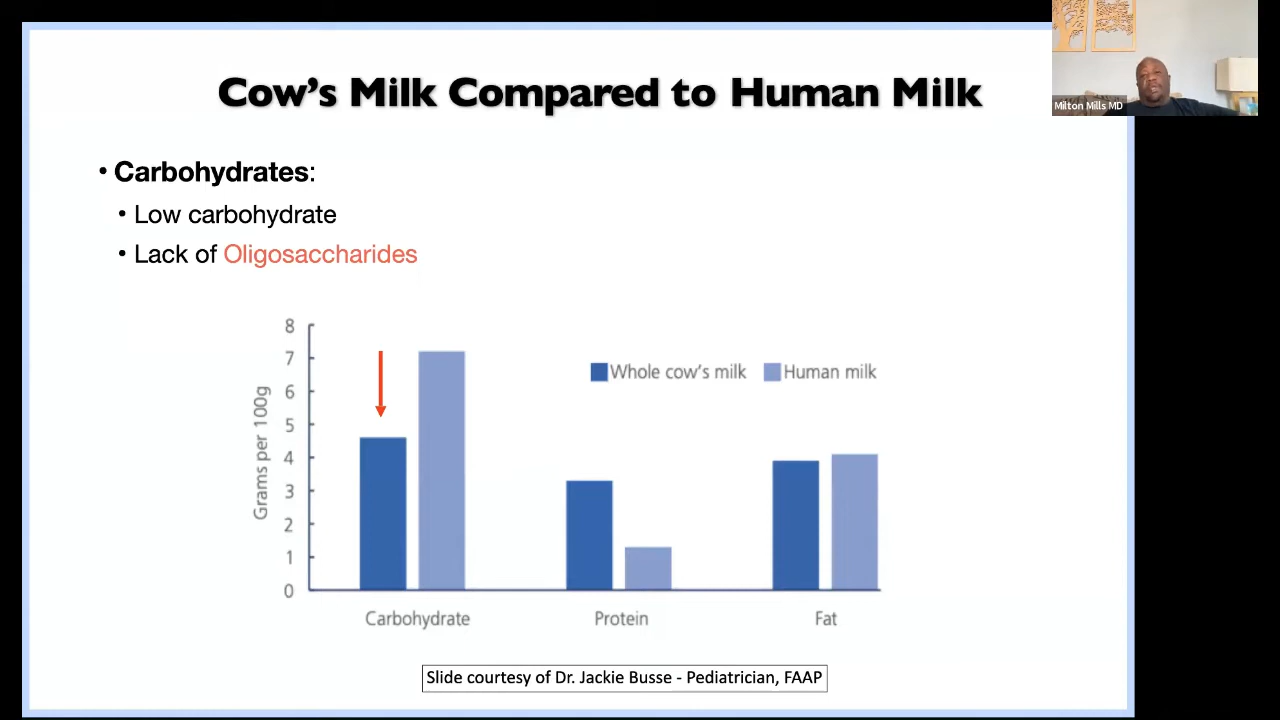 Cow's Milk Compared to Human Milk
Milton Mills MD
• Carbohydrates:
• Low carbohydrate
• Lack of Oligosaccharides
8
7
6
5
4
3
2
1
0
Grams per 100g
Whole cow's milk Human milk
Carbohydrate Protein Fat
Slide courtesy of Dr. Jackie Busse - Pediatrician, FAAP